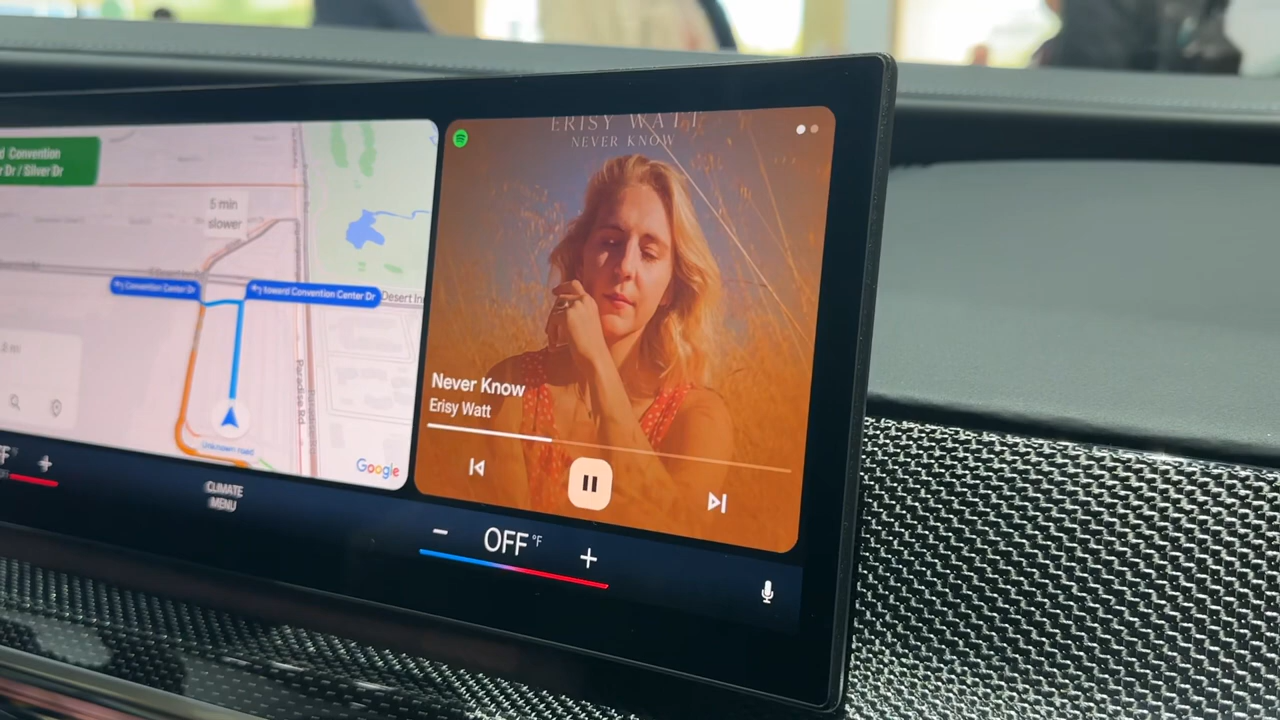 d Convention
r Dr / Silver Dr
5 min
slower
Convention Center Dr
toward Convention Center Dr
Desert In
Paradise Rd
Unknown road
Google
ERISY WATT
NEVER KNOW
Never Know
Erisy Watt
FF °F
CLIMATE
MENU
OFF °F